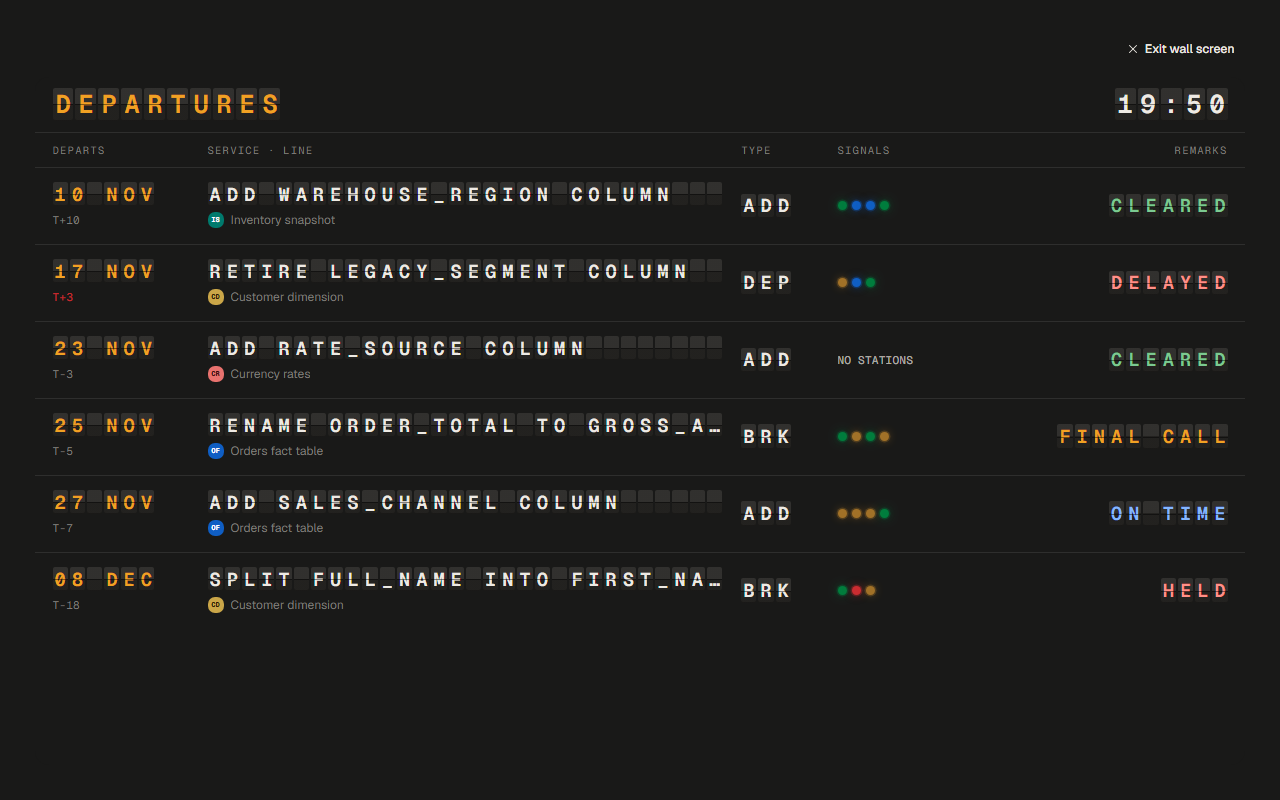 Exit wall screen
DEPARTURES 19:50
DEPARTS SERVICE · LINE TYPE SIGNALS REMARKS
10 NOV ADD WAREHOUSE_REGION COLUMN ADD CLEARED
T+10 IS Inventory snapshot
17 NOV RETIRE LEGACY_SEGMENT COLUMN DEP DELAYED
T+3 CD Customer dimension
23 NOV ADD RATE_SOURCE COLUMN ADD NO STATIONS CLEARED
T-3 CR Currency rates
25 NOV RENAME ORDER_TOTAL TO GROSS_A… BRK FINAL CALL
T-5 OF Orders fact table
27 NOV ADD SALES_CHANNEL COLUMN ADD ON TIME
T-7 OF Orders fact table
08 DEC SPLIT FULL_NAME INTO FIRST_NA… BRK HELD
T-18 CD Customer dimension